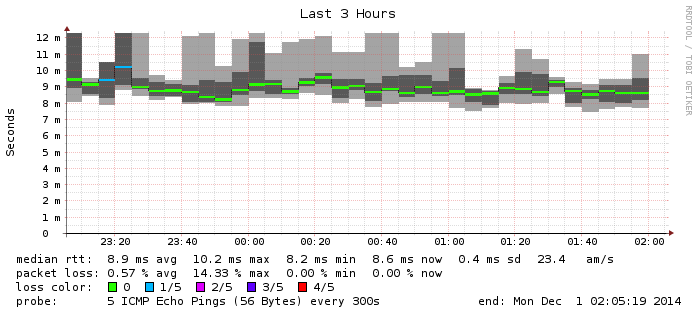 Last 3 Hours
RRDTOOL / TOBI OETIKER
Seconds
12 m
11 m
10 m
9 m
8 m
7 m
6 m
5 m
4 m
3 m
2 m
1 m
0
23:20 23:40 00:00 00:20 00:40 01:00 01:20 01:40 02:00
median rtt: 8.9 ms avg 10.2 ms max 8.2 ms min 8.6 ms now 0.4 ms sd 23.4 am/s
packet loss: 0.57 % avg 14.33 % max 0.00 % min 0.00 % now
loss color: 0 1/5 2/5 3/5 4/5
probe: 5 ICMP Echo Pings (56 Bytes) every 300s end: Mon Dec 1 02:05:19 2014